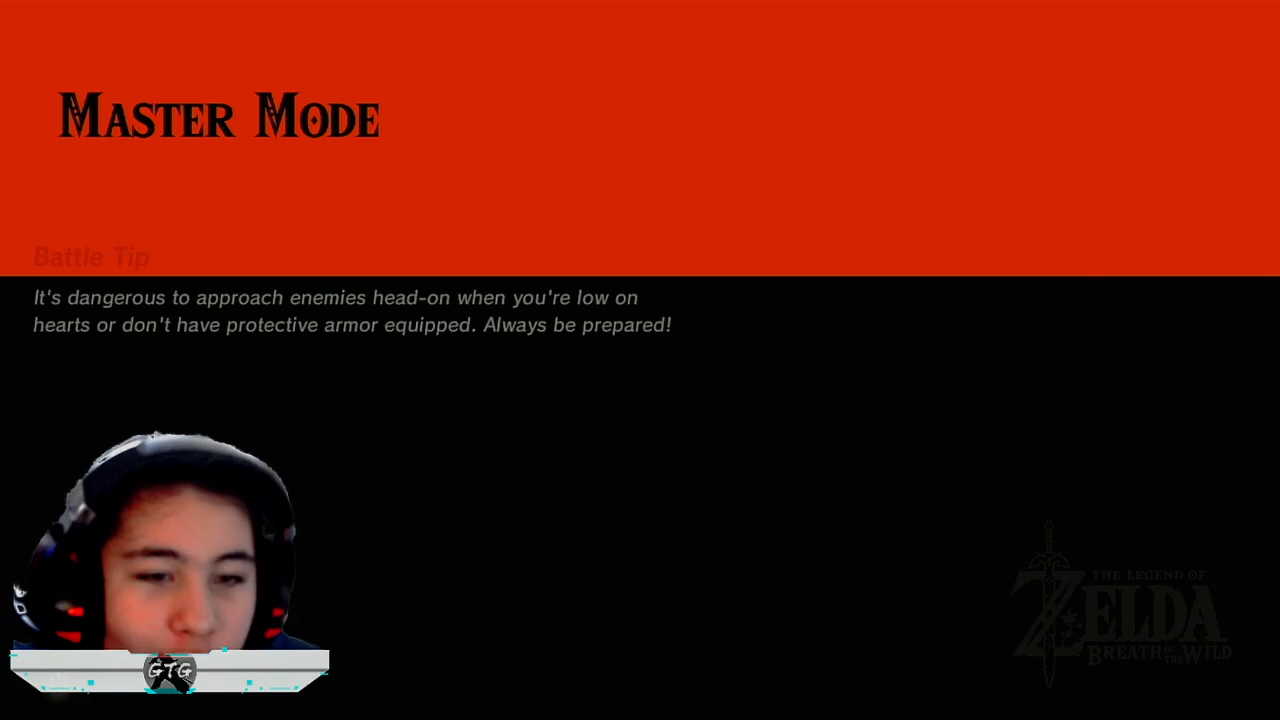 MASTER MODE
Battle Tip
It's dangerous to approach enemies head-on when you're low on
hearts or don't have protective armor equipped. Always be prepared!
THE LEGEND OF
ZELDA
BREATH OF THE WILD
GTG